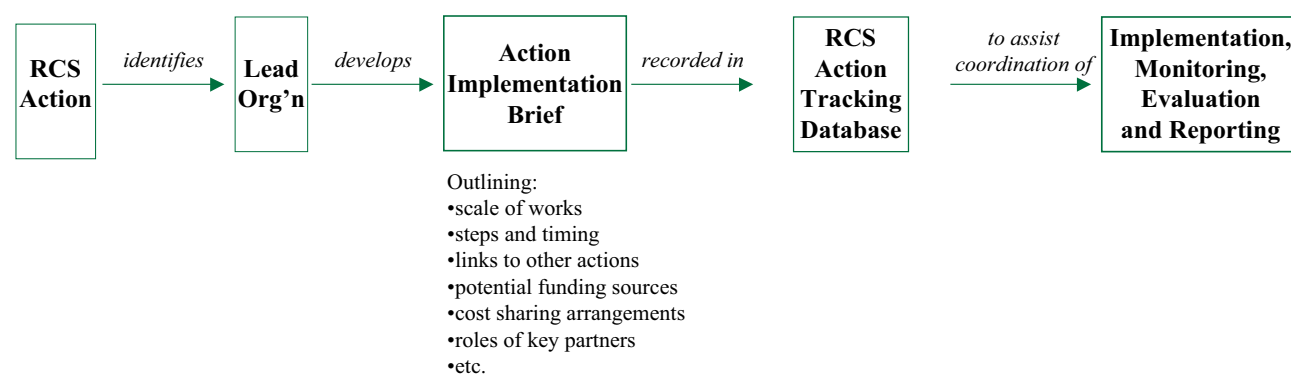 RCS
Action
identifies
Lead
Org’n
develops
Action
Implementation
Brief
recorded in
RCS
Action
Tracking
Database
to assist
coordination of
Implementation,
Monitoring,
Evaluation
and Reporting
Outlining:
•scale of works
•steps and timing
•links to other actions
•potential funding sources
•cost sharing arrangements
•roles of key partners
•etc.